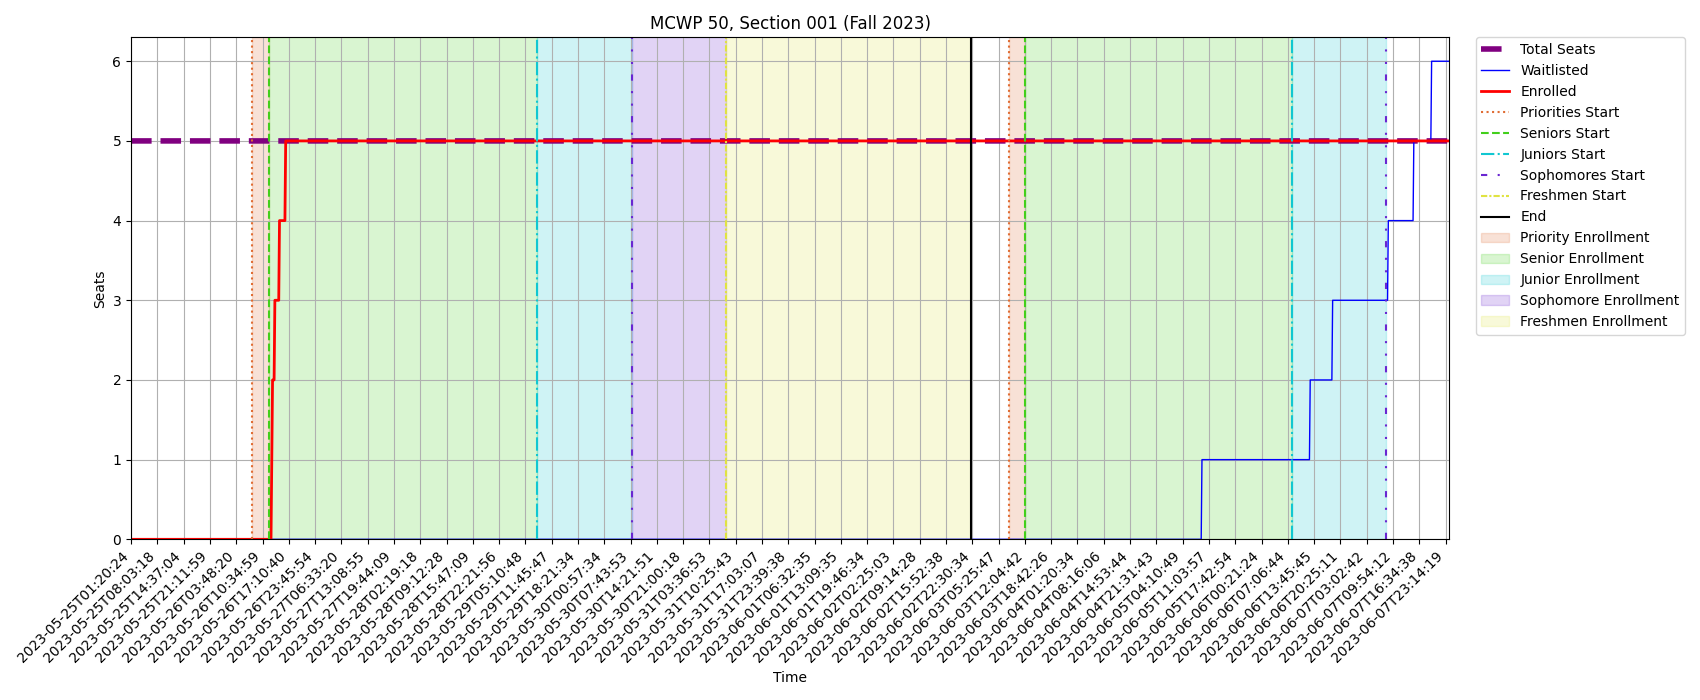 MCWP 50, Section 001 (Fall 2023)
Seats
6
5
4
3
2
1
0
2023-05-25T01:20:24
2023-05-25T08:03:18
2023-05-25T14:37:04
2023-05-25T21:11:59
2023-05-26T03:48:20
2023-05-26T10:34:59
2023-05-26T17:10:40
2023-05-26T23:45:54
2023-05-27T06:33:20
2023-05-27T13:08:55
2023-05-27T19:44:09
2023-05-28T02:19:18
2023-05-28T09:12:28
2023-05-28T15:47:09
2023-05-28T22:21:56
2023-05-29T05:10:48
2023-05-29T11:45:47
2023-05-29T18:21:34
2023-05-30T00:57:34
2023-05-30T07:43:53
2023-05-30T14:21:51
2023-05-30T21:00:18
2023-05-31T03:36:53
2023-05-31T10:25:43
2023-05-31T17:03:07
2023-05-31T23:39:38
2023-06-01T06:32:35
2023-06-01T13:09:35
2023-06-01T19:46:34
2023-06-02T02:25:03
2023-06-02T09:14:28
2023-06-02T15:52:38
2023-06-02T22:30:34
2023-06-03T05:25:47
2023-06-03T12:04:42
2023-06-03T18:42:26
2023-06-04T01:20:34
2023-06-04T08:16:06
2023-06-04T14:53:44
2023-06-04T21:31:43
2023-06-05T04:10:49
2023-06-05T11:03:57
2023-06-05T17:42:54
2023-06-06T00:21:24
2023-06-06T07:06:44
2023-06-06T13:45:45
2023-06-06T20:25:11
2023-06-07T03:02:42
2023-06-07T09:54:12
2023-06-07T16:34:38
2023-06-07T23:14:19
Time
Total Seats
Waitlisted
Enrolled
Priorities Start
Seniors Start
Juniors Start
Sophomores Start
Freshmen Start
End
Priority Enrollment
Senior Enrollment
Junior Enrollment
Sophomore Enrollment
Freshmen Enrollment